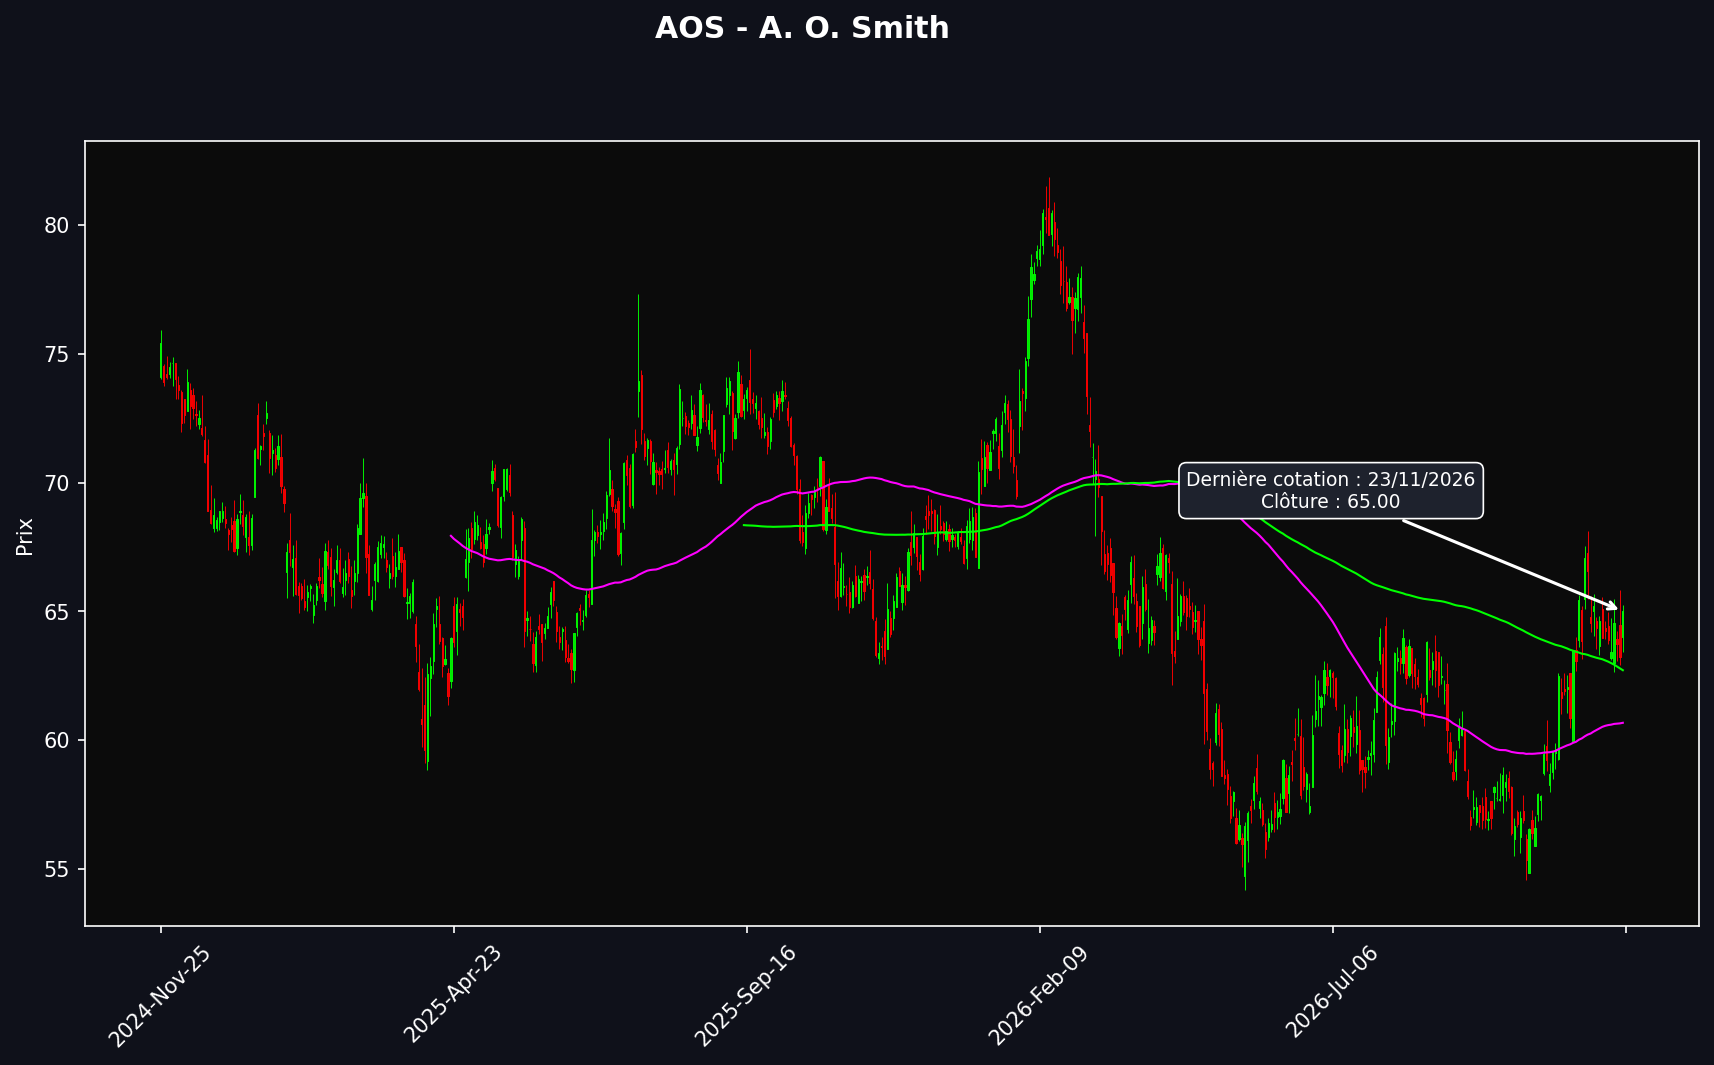 AOS - A. O. Smith
Prix
80
75
70
65
60
55
Dernière cotation : 23/11/2026
Clôture : 65.00
2024-Nov-25
2025-Apr-23
2025-Sep-16
2026-Feb-09
2026-Jul-06